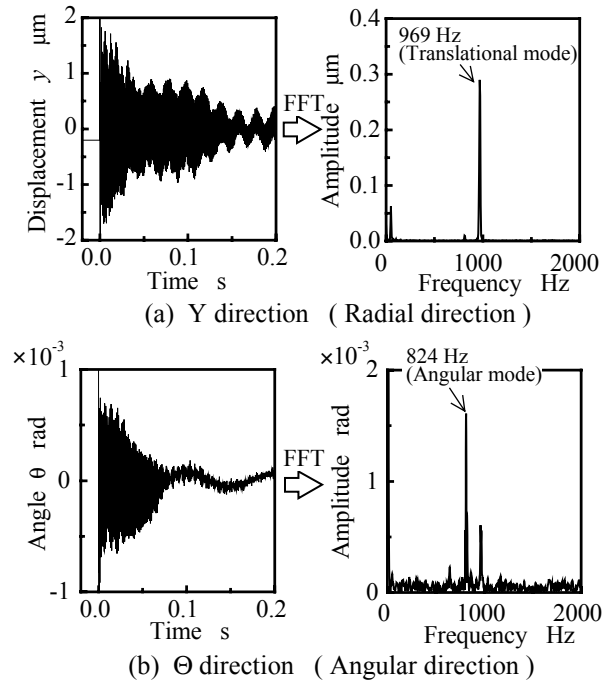 969 Hz
(Translational mode)
Displacement y μm
2
1
0
-1
-2
0.0 0.1 0.2
Time s
FFT
Amplitude μm
0.4
0.3
0.2
0.1
0.0
0 1000 2000
Frequency Hz
(a) Y direction ( Radial direction )
×10⁻³
Angle θ rad
1
0
-1
0.0 0.1 0.2
Time s
FFT
×10⁻³
824 Hz
(Angular mode)
Amplitude rad
2
1
0
0 1000 2000
Frequency Hz
(b) Θ direction ( Angular direction )